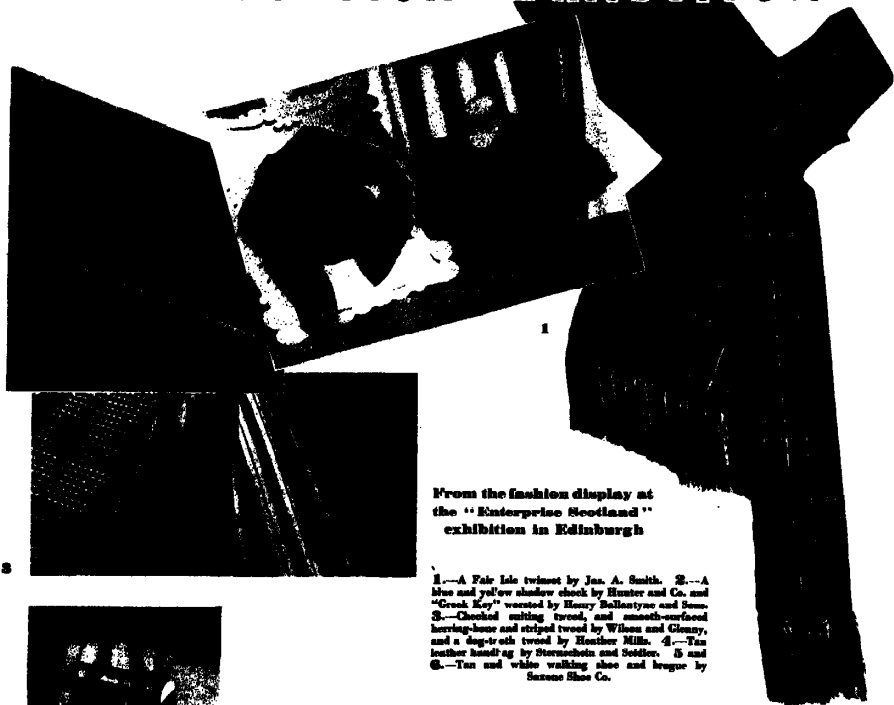 1
From the fashion display at
the "Enterprise Scotland"
exhibition in Edinburgh
3
1.—A Fair Isle twinset by Jas. A. Smith. 2.—A
blue and yellow shadow check by Hunter and Co. and
"Greek Key" worsted by Henry Ballantyne and Sons.
3.—Checked suiting tweed, and smooth-surfaced
herring-bone and striped tweed by Wilson and Glenny,
and a dog-tooth tweed by Heather Mills. 4.—Tan
leather handbag by Sternschein and Seidler. 5 and
6.—Tan and white walking shoe and brogue by
Saxone Shoe Co.